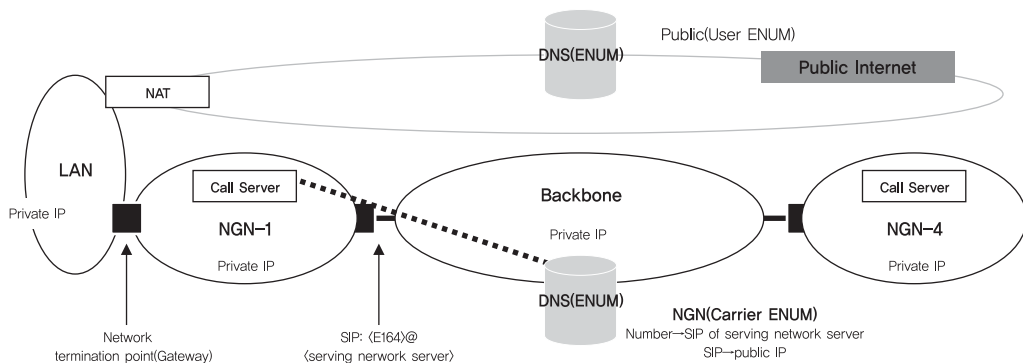 Public(User ENUM)
DNS(ENUM)
Public Internet
NAT
LAN
Private IP
Call Server
NGN-1
Private IP
Backbone
Private IP
Call Server
NGN-4
Private IP
DNS(ENUM)
NGN(Carrier ENUM)
Number→SIP of serving network server
SIP→public IP
Network
termination point(Gateway)
SIP: 〈E164〉@
〈serving network server〉